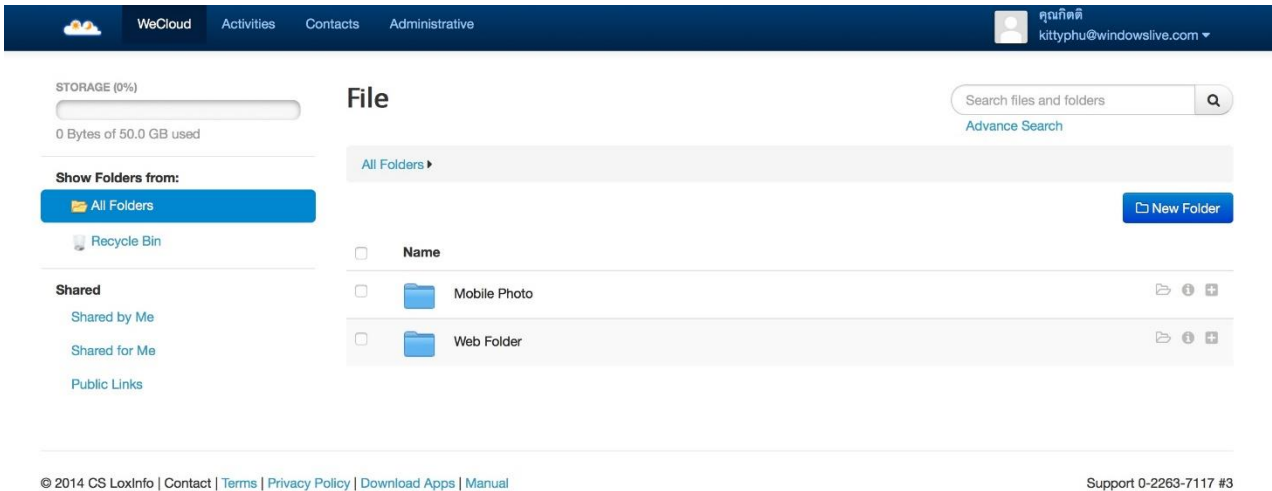 WeCloud Activities Contacts Administrative
คุณกิตติ
kittyphu@windowslive.com
STORAGE (0%)
0 Bytes of 50.0 GB used
Show Folders from:
All Folders
Recycle Bin
Shared
Shared by Me
Shared for Me
Public Links
File
Search files and folders
Advance Search
All Folders
New Folder
Name
Mobile Photo
Web Folder
© 2014 CS LoxInfo | Contact | Terms | Privacy Policy | Download Apps | Manual
Support 0-2263-7117 #3